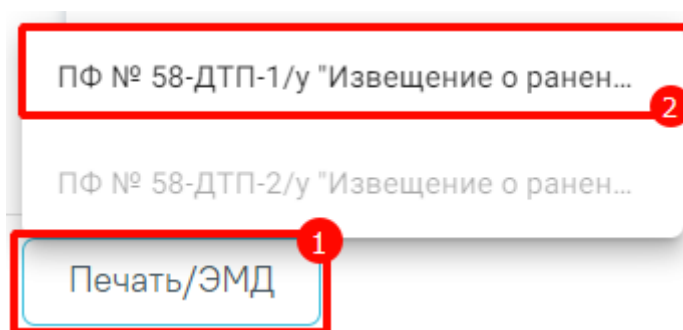 ПФ № 58-ДТП-1/у "Извещение о ранен...
2
ПФ № 58-ДТП-2/у "Извещение о ранен...
1
Печать/ЭМД